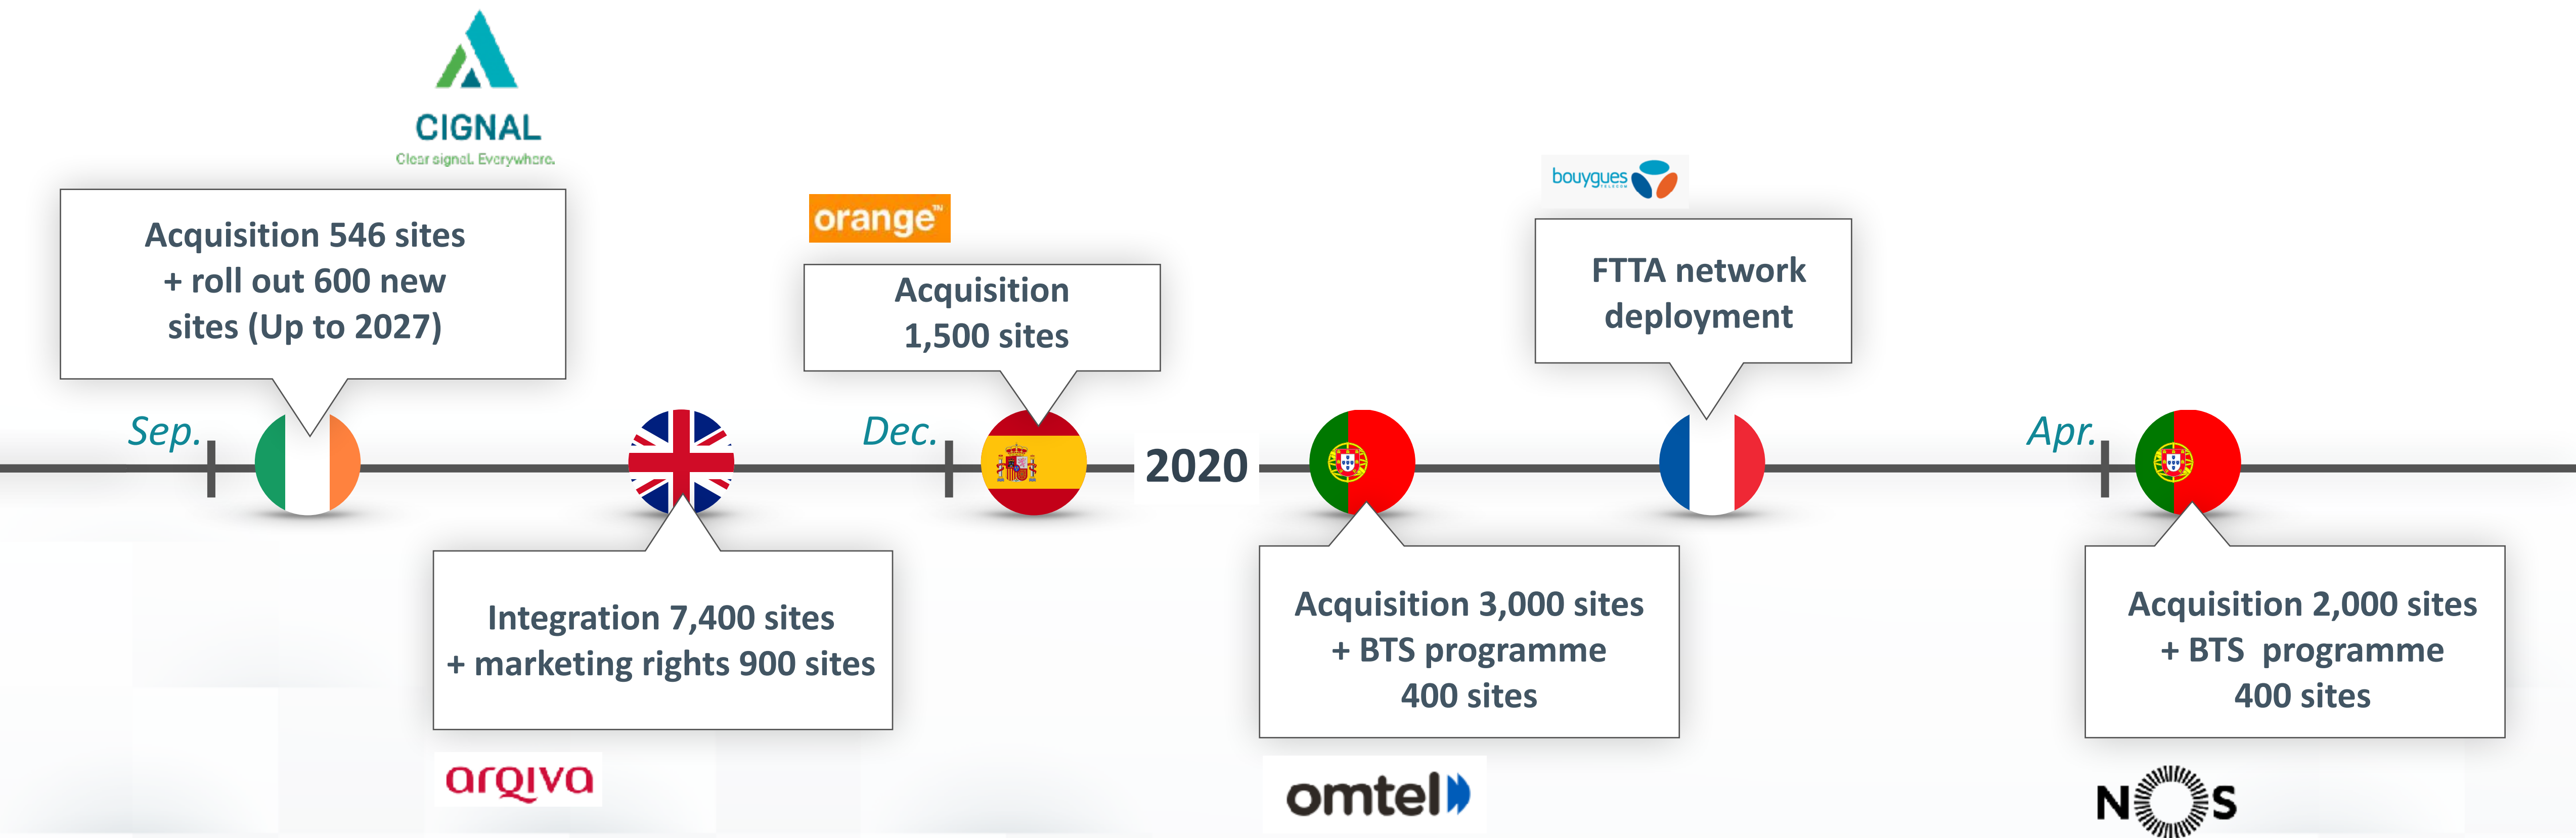 CIGNAL
Clear signal. Everywhere.
Acquisition 546 sites
+ roll out 600 new
sites (Up to 2027)
orange™
Acquisition
1,500 sites
bouygues
TELECOM
FTTA network
deployment
Sep.
Dec.
2020
Apr.
Integration 7,400 sites
+ marketing rights 900 sites
arqiva
Acquisition 3,000 sites
+ BTS programme
400 sites
omtel
Acquisition 2,000 sites
+ BTS programme
400 sites
NOS